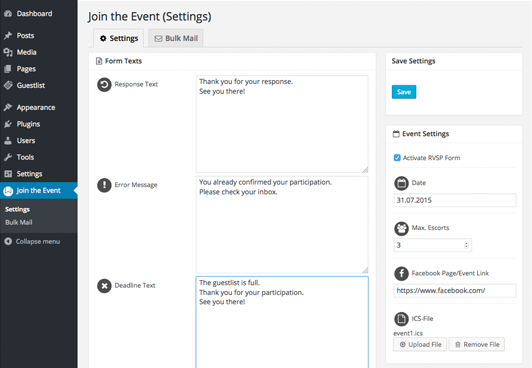 Dashboard
Posts
Media
Pages
Guestlist
Appearance
Plugins
Users
Tools
Settings
Join the Event
Settings
Bulk Mail
Collapse menu
Join the Event (Settings)
Settings
Bulk Mail
Form Texts
Response Text
Thank you for your response.
See you there!
Error Message
You already confirmed your participation.
Please check your inbox.
Deadline Text
The guestlist is full.
Thank you for your participation.
See you there!
Save Settings
Save
Event Settings
Activate RVSP Form
Date
31.07.2015
Max. Escorts
3
Facebook Page/Event Link
https://www.facebook.com/
ICS-File
event1.ics
Upload File
Remove File